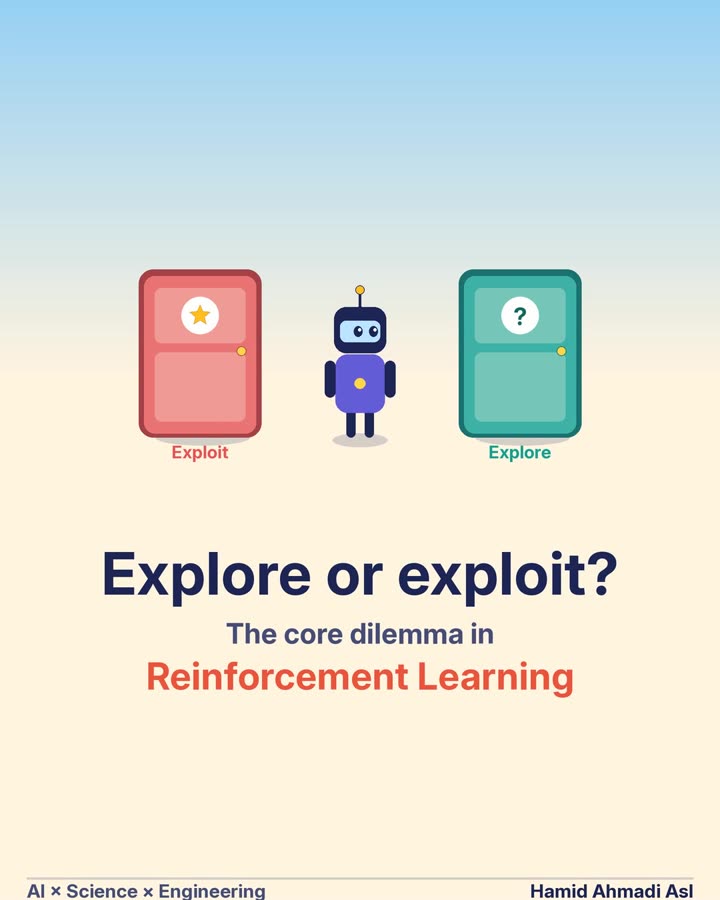 ?
Exploit
Explore
Explore or exploit?
The core dilemma in
Reinforcement Learning
AI × Science × Engineering
Hamid Ahmadi Asl